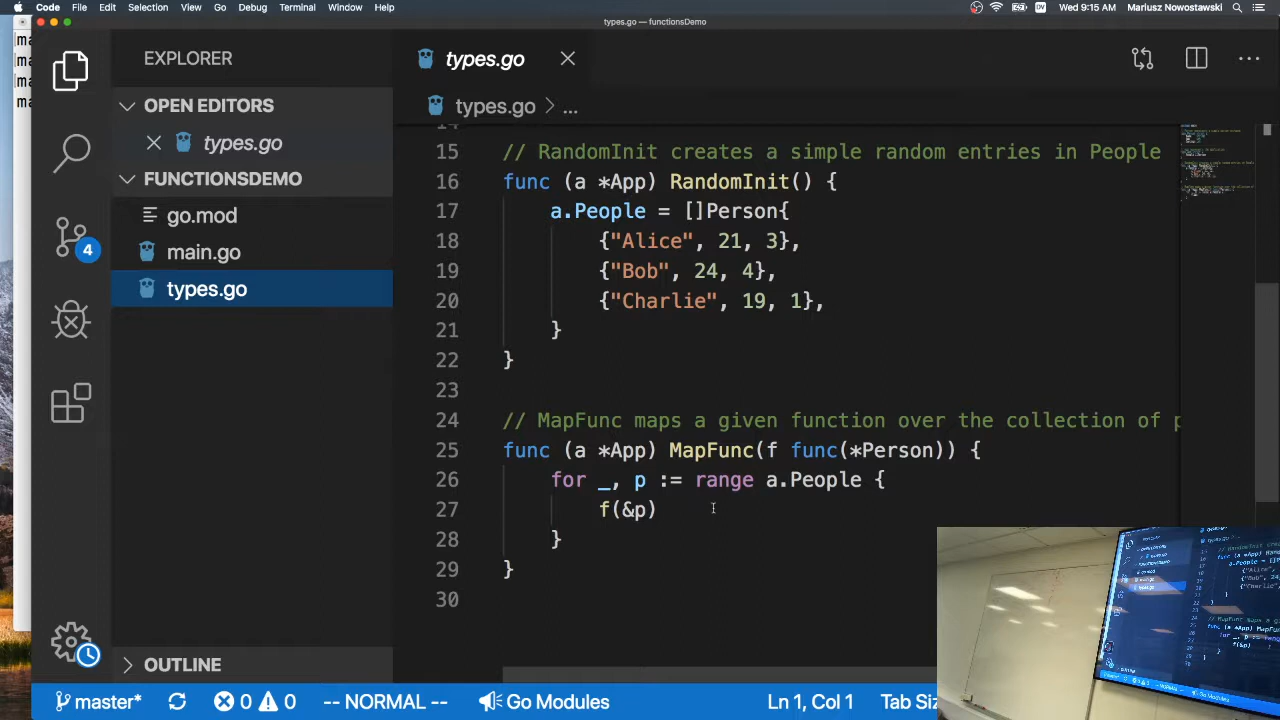 Code File Edit Selection View Go Debug Terminal Window Help
Wed 9:15 AM Mariusz Nowostawski
types.go — functionsDemo
EXPLORER
OPEN EDITORS
types.go
FUNCTIONSDEMO
go.mod
main.go
types.go
OUTLINE
4
types.go
types.go > ...
14
15 // RandomInit creates a simple random entries in People
16 func (a *App) RandomInit() {
17 a.People = []Person{
18 {"Alice", 21, 3},
19 {"Bob", 24, 4},
20 {"Charlie", 19, 1},
21 }
22 }
23
24 // MapFunc maps a given function over the collection of
25 func (a *App) MapFunc(f func(*Person)) {
26 for _, p := range a.People {
27 f(&p)
28 }
29 }
30
master* 0 0 -- NORMAL -- Go Modules Ln 1, Col 1 Tab